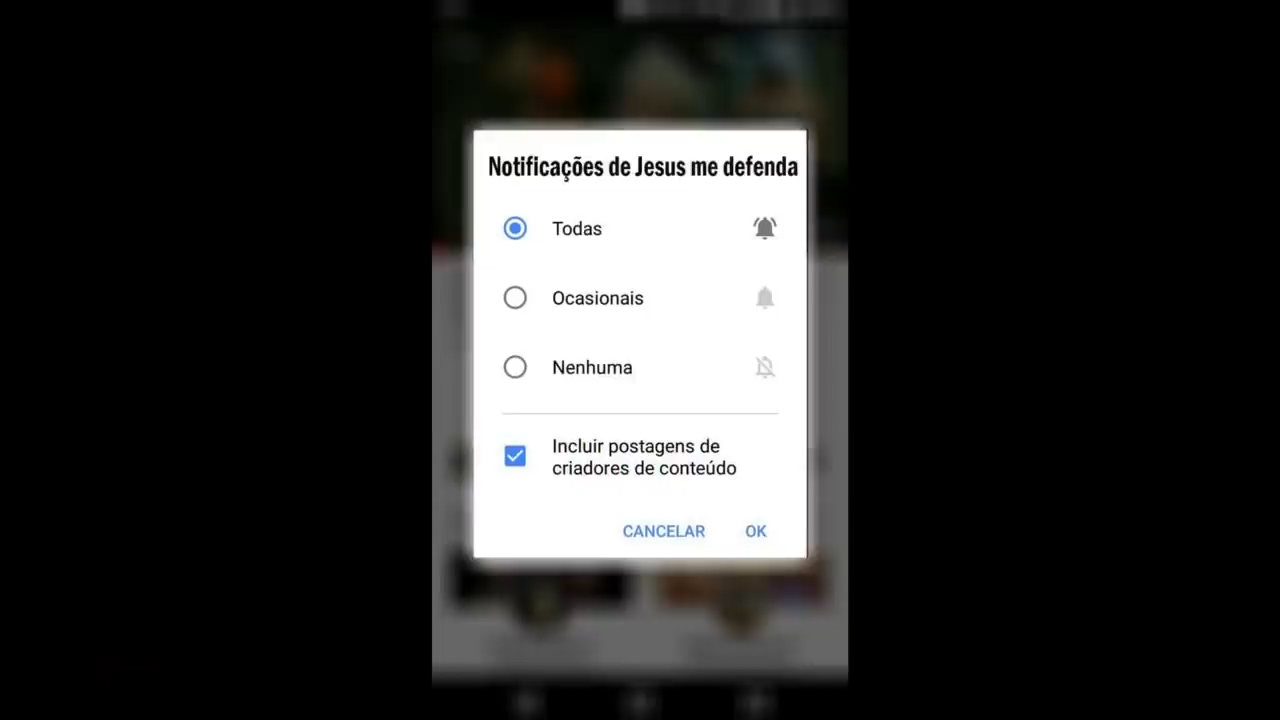 Notificações de Jesus me defenda
Todas
Ocasionais
Nenhuma
Incluir postagens de
criadores de conteúdo
CANCELAR OK